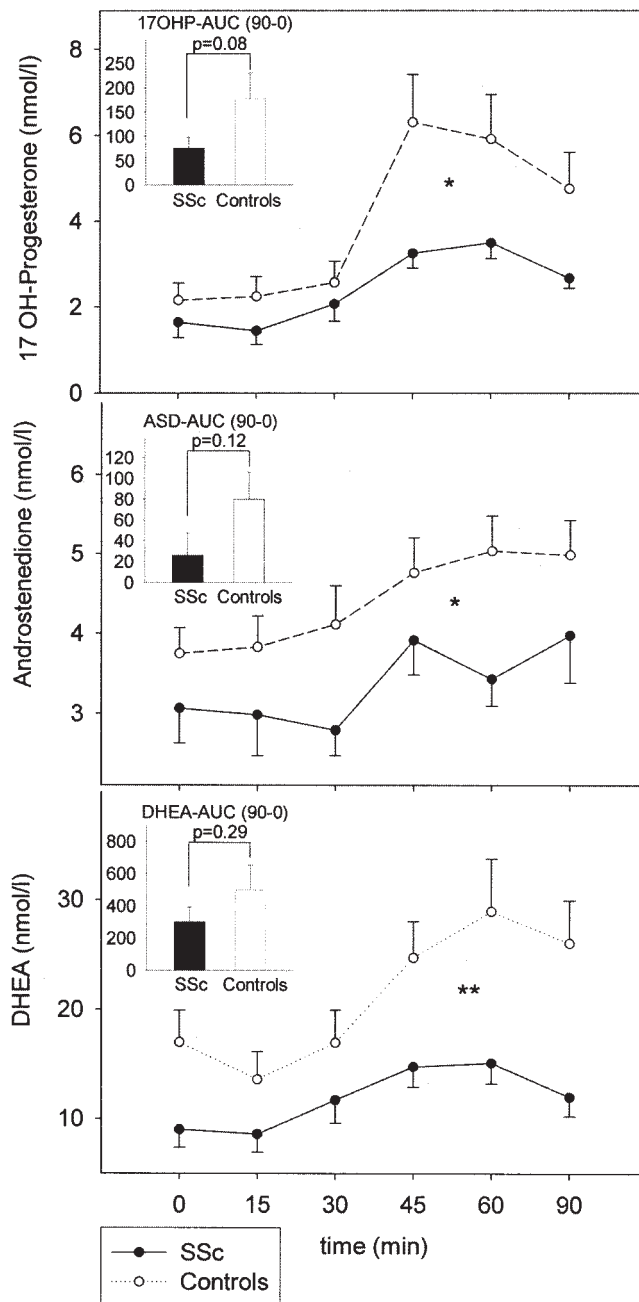 17OHP-AUC (90-0)
p=0.08
250
200
150
100
50
0
SSc Controls
8
6
4
2
0
17 OH-Progesterone (nmol/l)
*
ASD-AUC (90-0)
p=0.12
120
100
80
60
40
20
0
SSc Controls
6
5
4
3
Androstenedione (nmol/l)
*
DHEA-AUC (90-0)
p=0.29
800
600
400
200
0
SSc Controls
30
20
10
DHEA (nmol/l)
**
0 15 30 45 60 90
time (min)
SSc
Controls